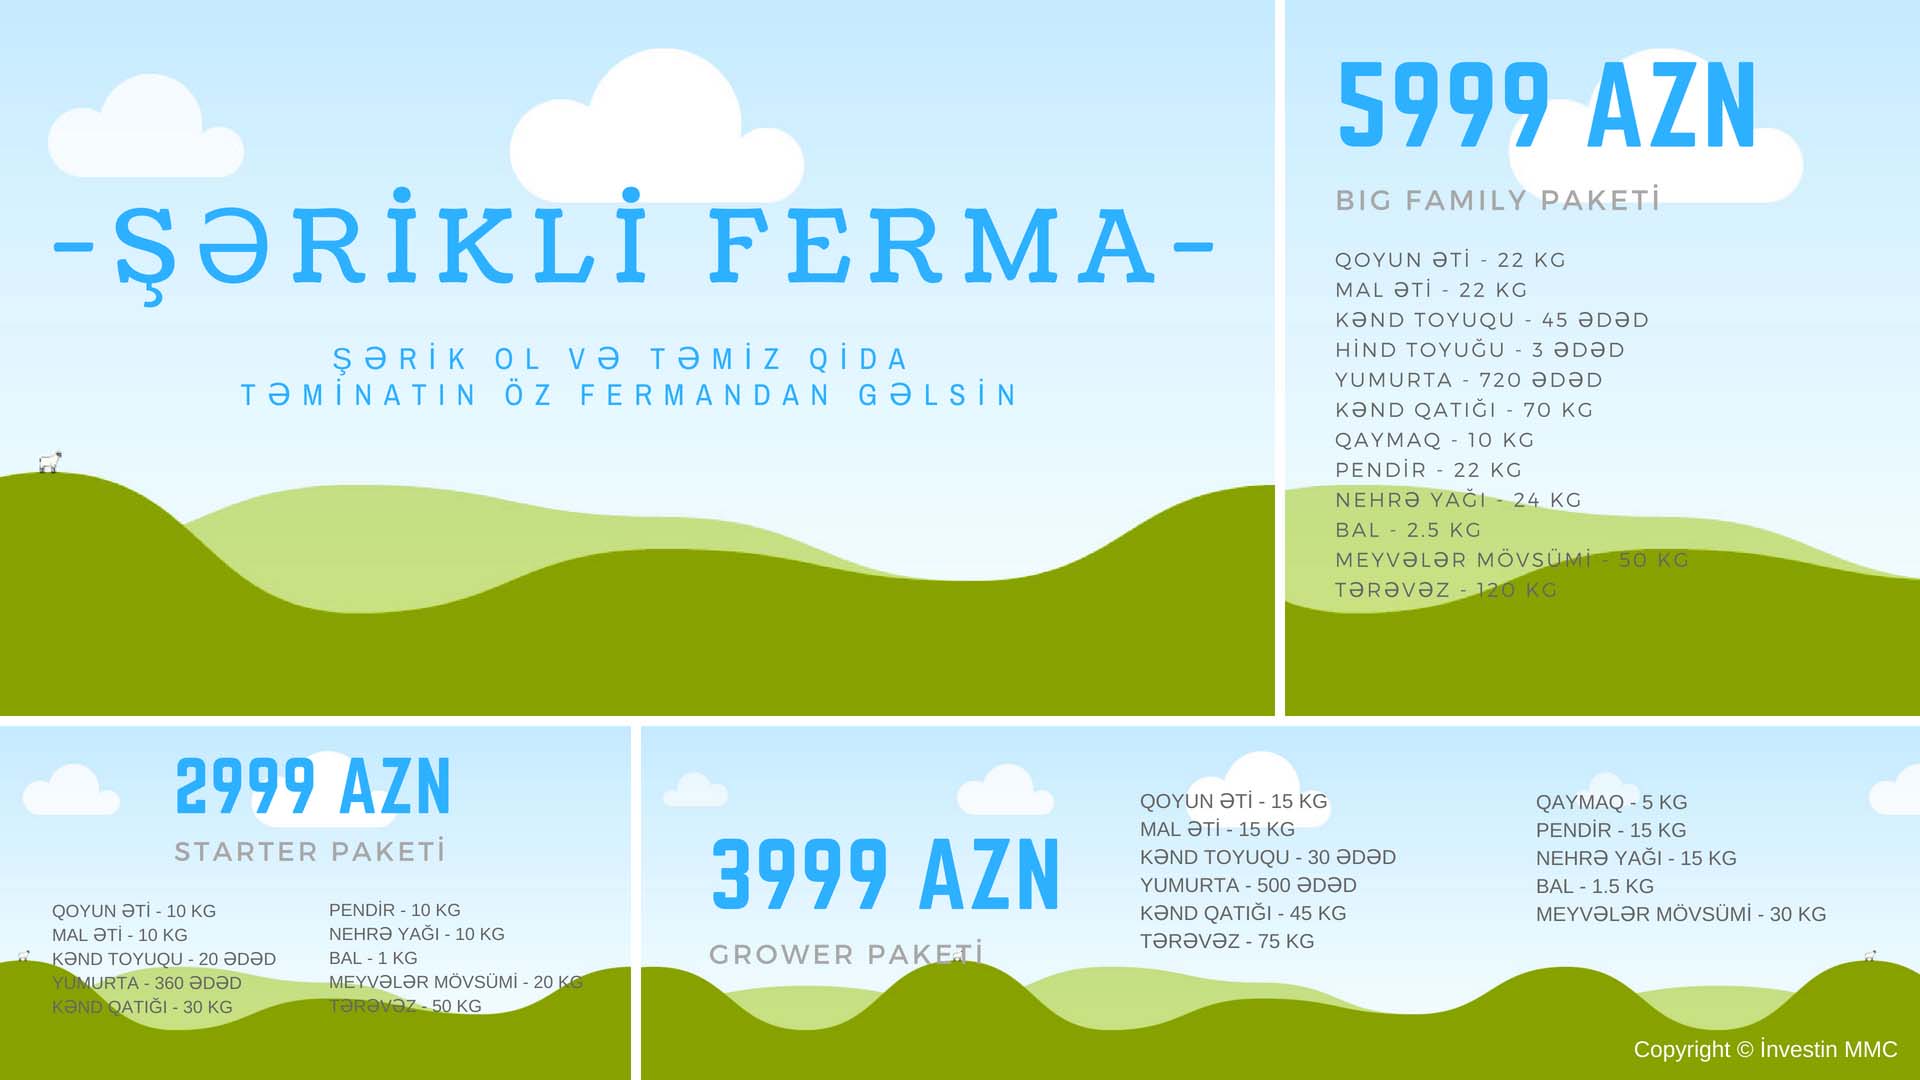 -ŞƏRİKLİ FERMA-
ŞƏRİK OL VƏ TƏMİZ QİDA
TƏMİNATIN ÖZ FERMANDAN GƏLSİN
5999 AZN
BIG FAMILY PAKETİ
QOYUN ƏTİ - 22 KG
MAL ƏTİ - 22 KG
KƏND TOYUQU - 45 ƏDƏD
HİND TOYUĞU - 3 ƏDƏD
YUMURTA - 720 ƏDƏD
KƏND QATIĞI - 70 KG
QAYMAQ - 10 KG
PENDİR - 22 KG
NEHRƏ YAĞI - 24 KG
BAL - 2.5 KG
MEYVƏLƏR MÖVSÜMİ - 50 KG
TƏRƏVƏZ - 120 KG
2999 AZN
STARTER PAKETİ
QOYUN ƏTİ - 10 KG
MAL ƏTİ - 10 KG
KƏND TOYUQU - 20 ƏDƏD
YUMURTA - 360 ƏDƏD
KƏND QATIĞI - 30 KG
PENDİR - 10 KG
NEHRƏ YAĞI - 10 KG
BAL - 1 KG
MEYVƏLƏR MÖVSÜMİ - 20 KG
TƏRƏVƏZ - 50 KG
3999 AZN
GROWER PAKETİ
QOYUN ƏTİ - 15 KG
MAL ƏTİ - 15 KG
KƏND TOYUQU - 30 ƏDƏD
YUMURTA - 500 ƏDƏD
KƏND QATIĞI - 45 KG
TƏRƏVƏZ - 75 KG
QAYMAQ - 5 KG
PENDİR - 15 KG
NEHRƏ YAĞI - 15 KG
BAL - 1.5 KG
MEYVƏLƏR MÖVSÜMİ - 30 KG
Copyright © İnvestin MMC